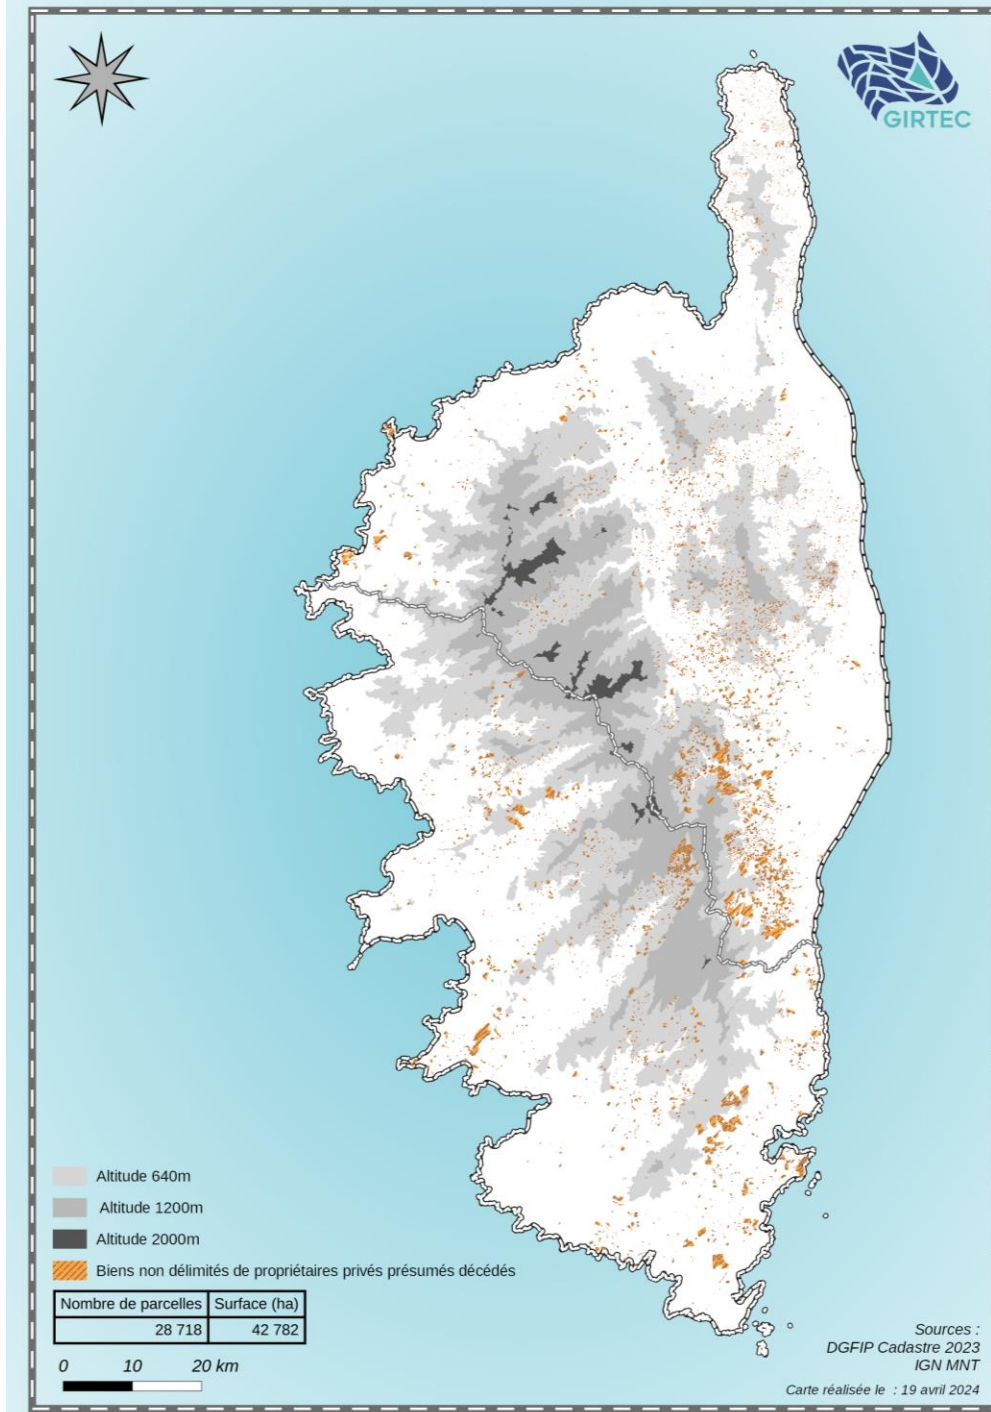 GIRTEC
Altitude 640m
Altitude 1200m
Altitude 2000m
Biens non délimités de propriétaires privés présumés décédés
Nombre de parcelles Surface (ha)
28 718 42 782
0 10 20 km
Sources :
DGFIP Cadastre 2023
IGN MNT
Carte réalisée le : 19 avril 2024